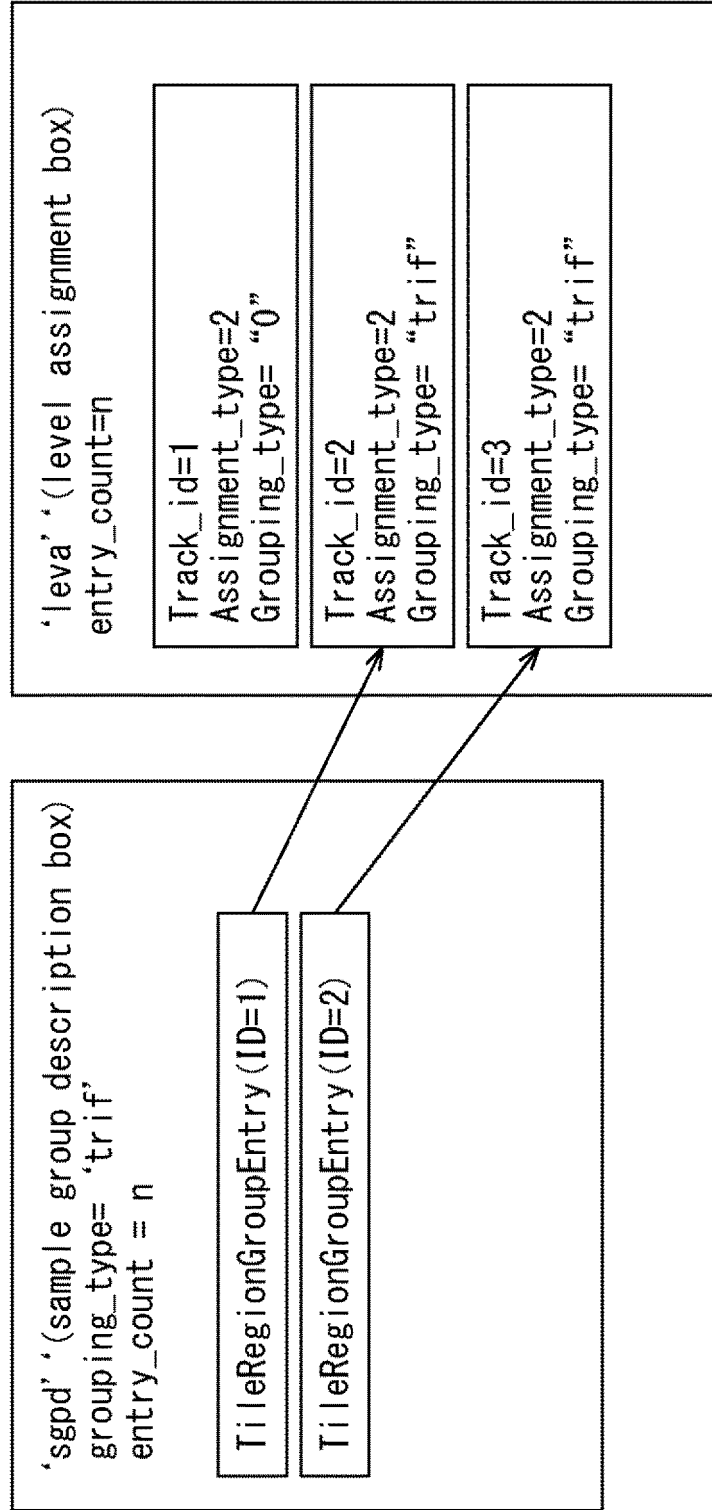 ‘sgpd’‘(sample group description box)
grouping_type= ‘trif’
entry_count = n
TileRegionGroupEntry(ID=1)
TileRegionGroupEntry(ID=2)
‘leva’‘(level assignment box)
entry_count=n
Track_id=1
Assignment_type=2
Grouping_type= “0”
Track_id=2
Assignment_type=2
Grouping_type= “trif”
Track_id=3
Assignment_type=2
Grouping_type= “trif”